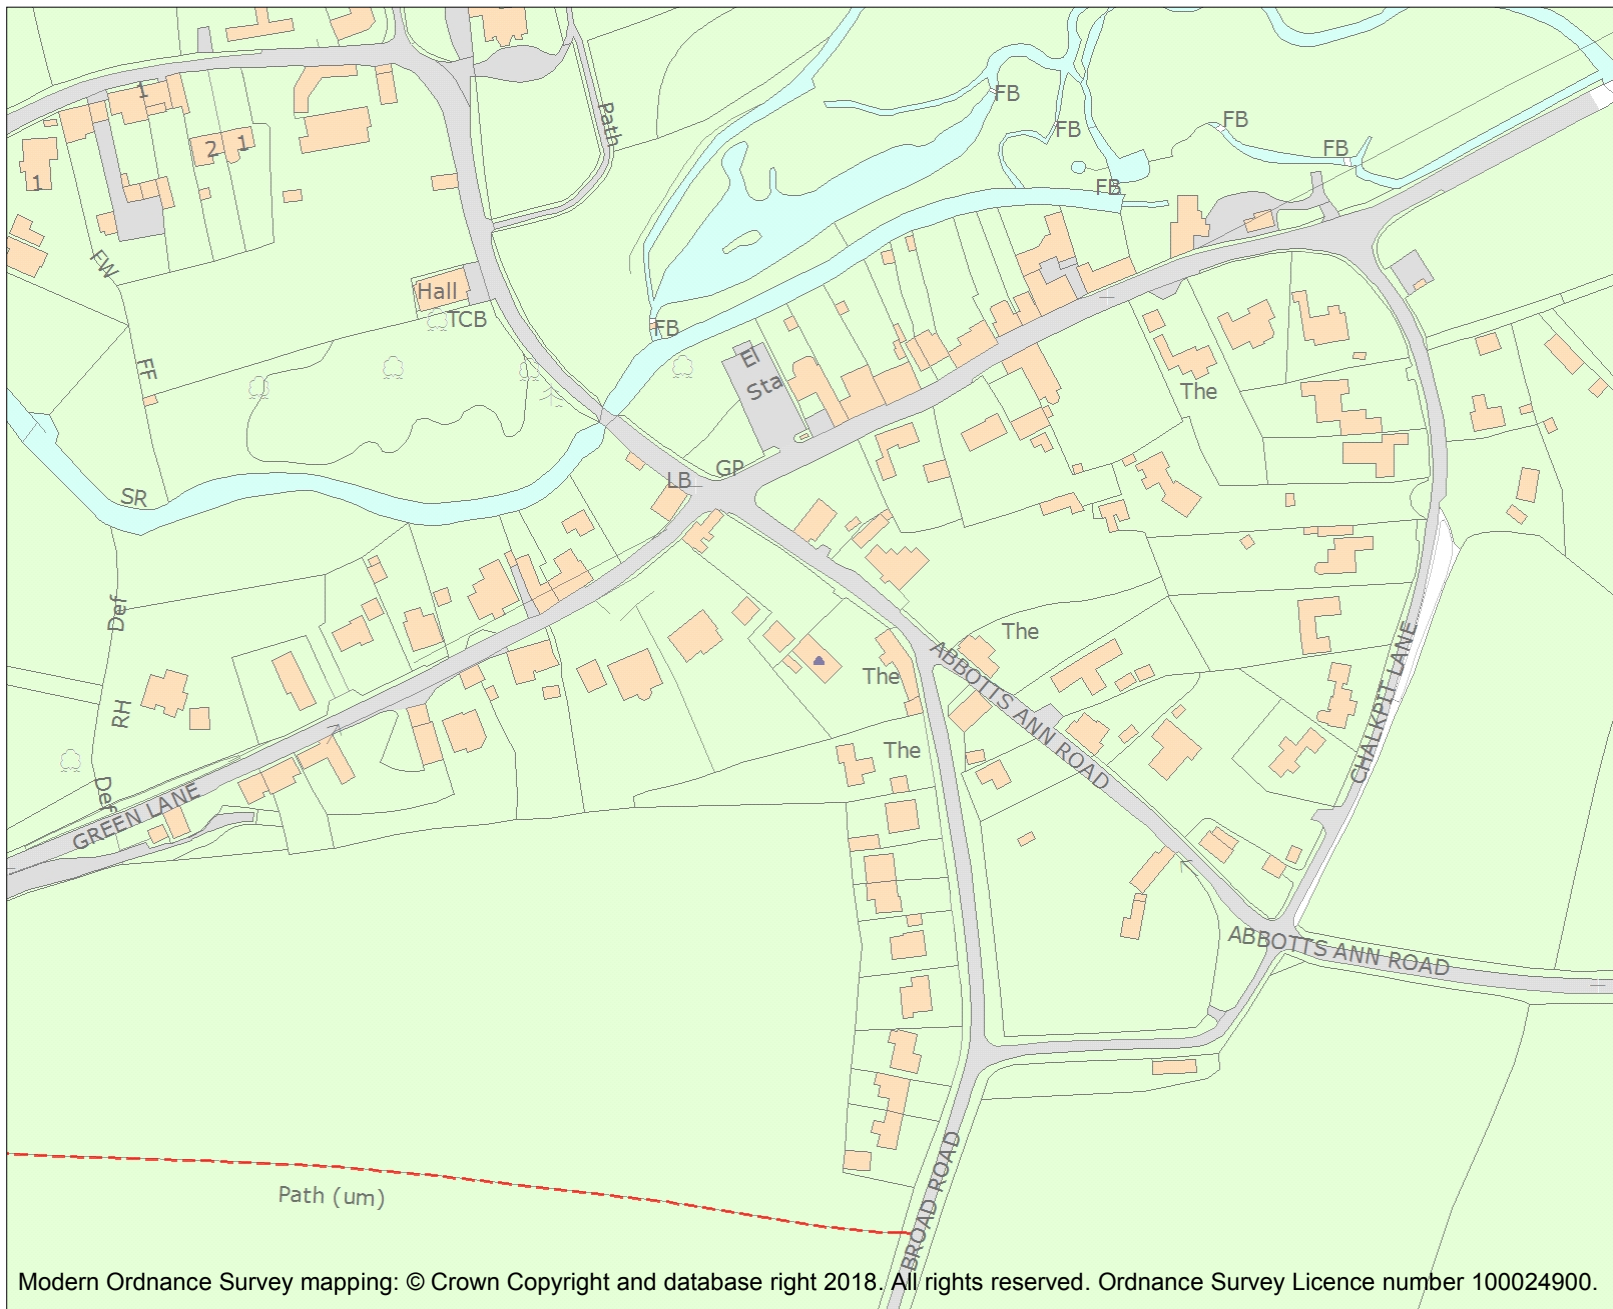 1
Path
FB
FB
FB
FB
2 1
1
FB
FW
Hall
TCB
FB
El
Sta
The
FF
GP
LB
SR
Def
The
ABBOTTS ANN ROAD
The
CHALKPIT LANE
RH
The
Def
GREEN LANE
ABBOTTS ANN ROAD
BROAD ROAD
Path (um)
Modern Ordnance Survey mapping: © Crown Copyright and database right 2018. All rights reserved. Ordnance Survey Licence number 100024900.